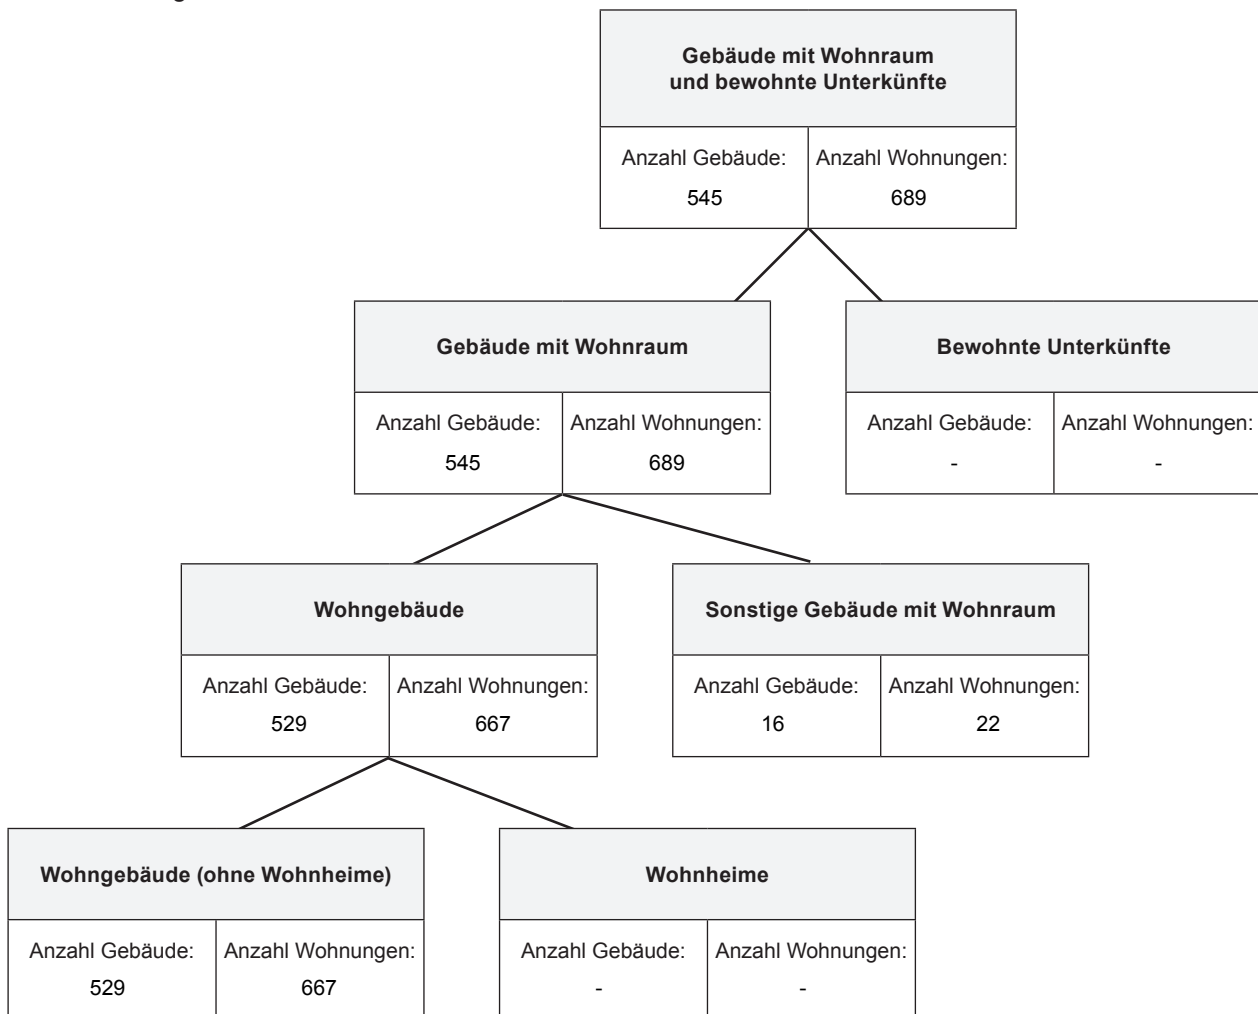 Gebäude mit Wohnraum
und bewohnte Unterkünfte
Anzahl Gebäude: Anzahl Wohnungen:
545 689
Gebäude mit Wohnraum
Anzahl Gebäude: Anzahl Wohnungen:
545 689
Bewohnte Unterkünfte
Anzahl Gebäude: Anzahl Wohnungen:
- -
Wohngebäude
Anzahl Gebäude: Anzahl Wohnungen:
529 667
Sonstige Gebäude mit Wohnraum
Anzahl Gebäude: Anzahl Wohnungen:
16 22
Wohngebäude (ohne Wohnheime)
Anzahl Gebäude: Anzahl Wohnungen:
529 667
Wohnheime
Anzahl Gebäude: Anzahl Wohnungen:
- -